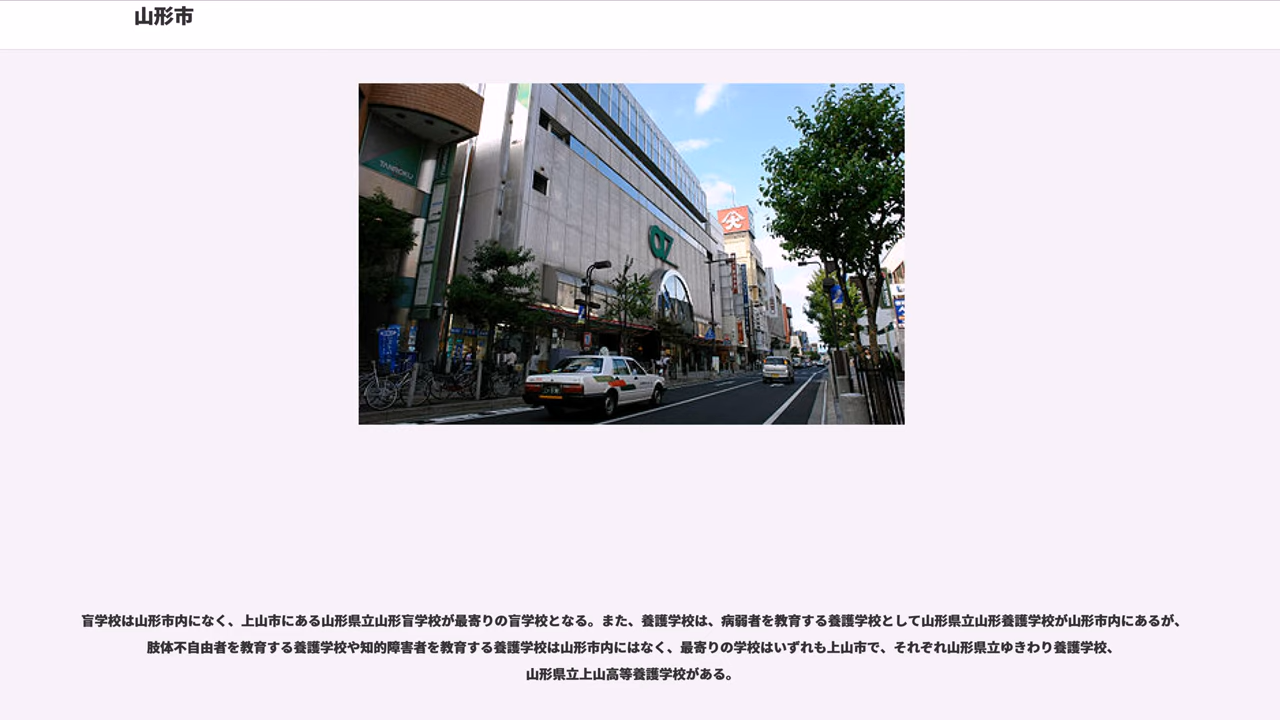 山形市
TANROKU
盲学校は山形市内になく、上山市にある山形県立山形盲学校が最寄りの盲学校となる。また、養護学校は、病弱者を教育する養護学校として山形県立山形養護学校が山形市内にあるが、
肢体不自由者を教育する養護学校や知的障害者を教育する養護学校は山形市内にはなく、最寄りの学校はいずれも上山市で、それぞれ山形県立ゆきわり養護学校、
山形県立上山高等養護学校がある。